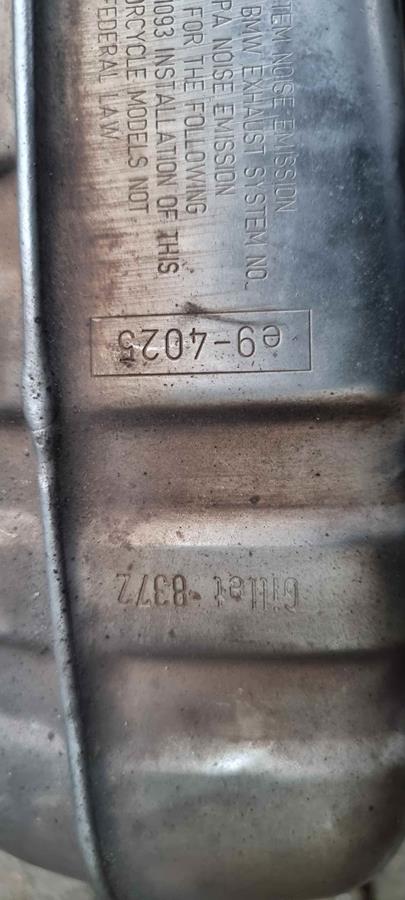 TEM NOISE EMISSION
BMW EXHAUST SYSTEM NO.
PA NOISE EMISSION
FOR THE FOLLOWING
1093 INSTALLATION OF THIS
ORCYCLE MODELS NOT
FEDERAL LAW
e9-4025
Gillet 8372